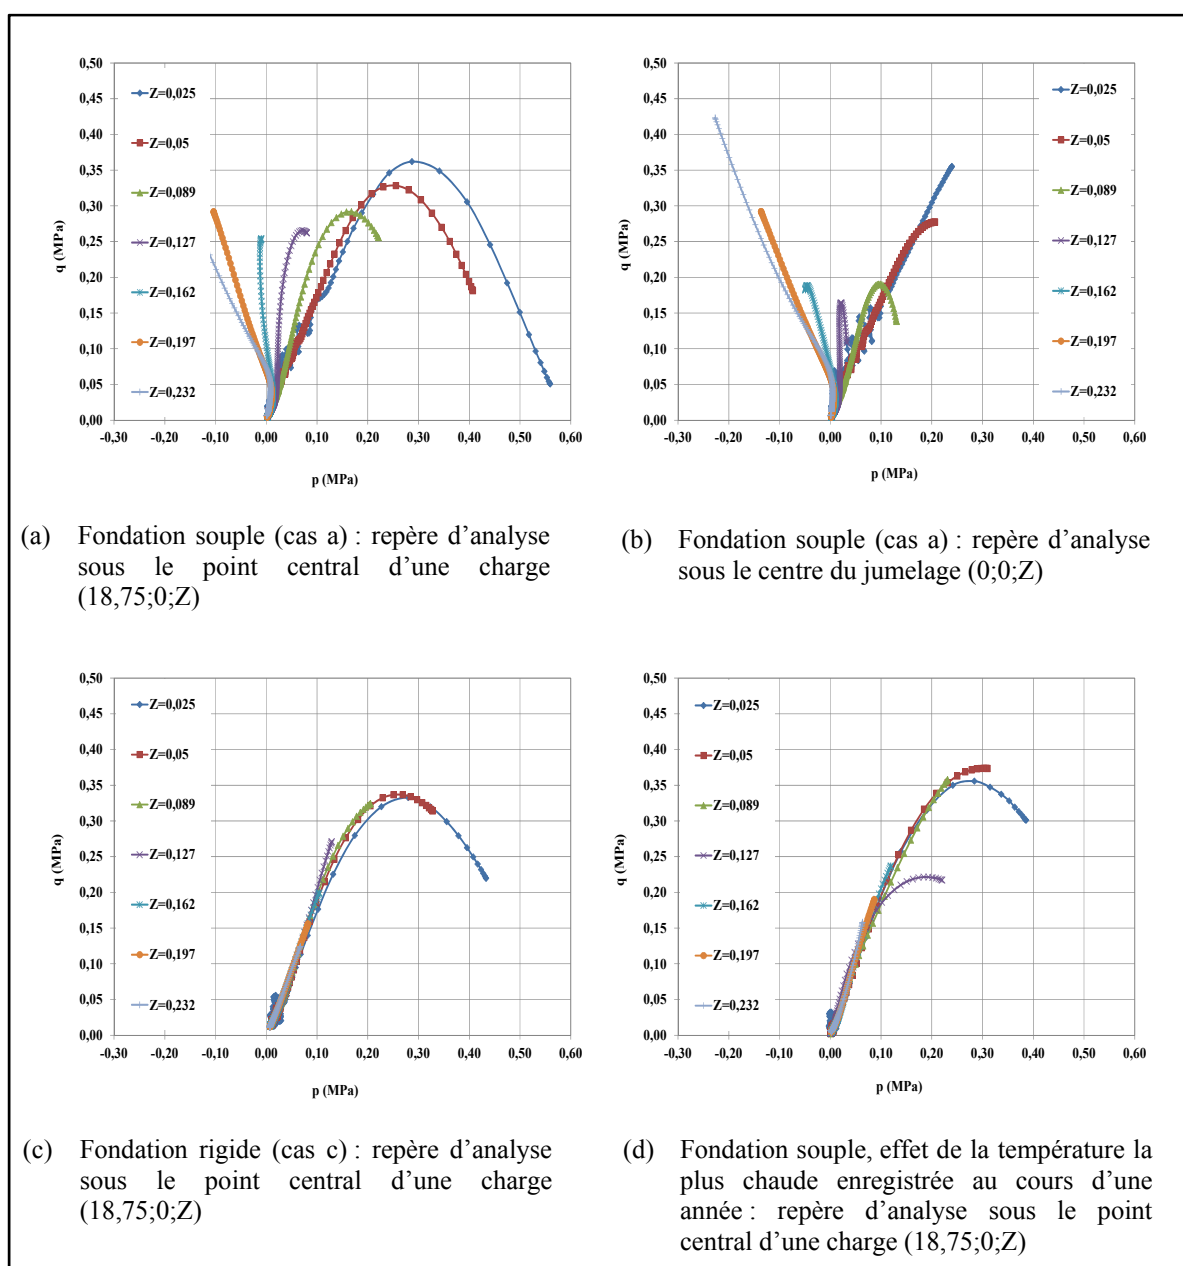 0,50
0,45
0,40
0,35
0,30
0,25
0,20
0,15
0,10
0,05
0,00
q (MPa)
-0,30 -0,20 -0,10 0,00 0,10 0,20 0,30 0,40 0,50 0,60
p (MPa)
Z=0,025
Z=0,05
Z=0,089
Z=0,127
Z=0,162
Z=0,197
Z=0,232
(a) Fondation souple (cas a) : repère d'analyse
sous le point central d'une charge
(18,75;0;Z)
0,50
0,45
0,40
0,35
0,30
0,25
0,20
0,15
0,10
0,05
0,00
q (MPa)
-0,30 -0,20 -0,10 0,00 0,10 0,20 0,30 0,40 0,50 0,60
p (MPa)
Z=0,025
Z=0,05
Z=0,089
Z=0,127
Z=0,162
Z=0,197
Z=0,232
(b) Fondation souple (cas a) : repère d'analyse
sous le centre du jumelage (0;0;Z)
0,50
0,45
0,40
0,35
0,30
0,25
0,20
0,15
0,10
0,05
0,00
q (MPa)
-0,30 -0,20 -0,10 0,00 0,10 0,20 0,30 0,40 0,50 0,60
p (MPa)
Z=0,025
Z=0,05
Z=0,089
Z=0,127
Z=0,162
Z=0,197
Z=0,232
(c) Fondation rigide (cas c) : repère d'analyse
sous le point central d'une charge
(18,75;0;Z)
0,50
0,45
0,40
0,35
0,30
0,25
0,20
0,15
0,10
0,05
0,00
q (MPa)
-0,30 -0,20 -0,10 0,00 0,10 0,20 0,30 0,40 0,50 0,60
p (MPa)
Z=0,025
Z=0,05
Z=0,089
Z=0,127
Z=0,162
Z=0,197
Z=0,232
(d) Fondation souple, effet de la température la
plus chaude enregistrée au cours d'une
année : repère d'analyse sous le point
central d'une charge (18,75;0;Z)